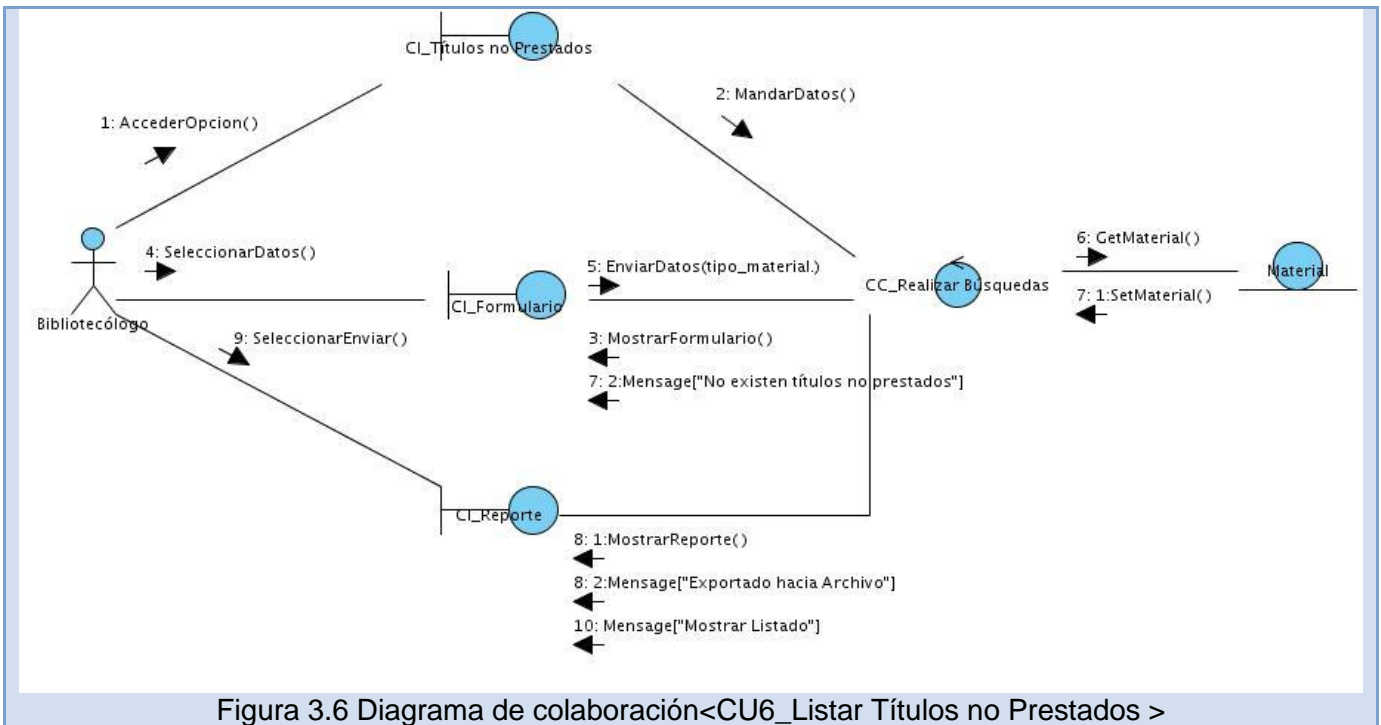 CI_Títulos no Prestados
2: MandarDatos()
1: AccederOpcion()
6: GetMaterial()
4: SeleccionarDatos()
5: EnviarDatos(tipo_material.)
Material
CC_Realizar Búsquedas
CI_Formulario
7: 1:SetMaterial()
Bibliotecólogo
9: SeleccionarEnviar()
3: MostrarFormulario()
7: 2:Mensage["No existen títulos no prestados"]
CI_Reporte
8: 1:MostrarReporte()
8: 2:Mensage["Exportado hacia Archivo"]
10: Mensage["Mostrar Listado"]
Figura 3.6 Diagrama de colaboración<CU6_Listar Títulos no Prestados >